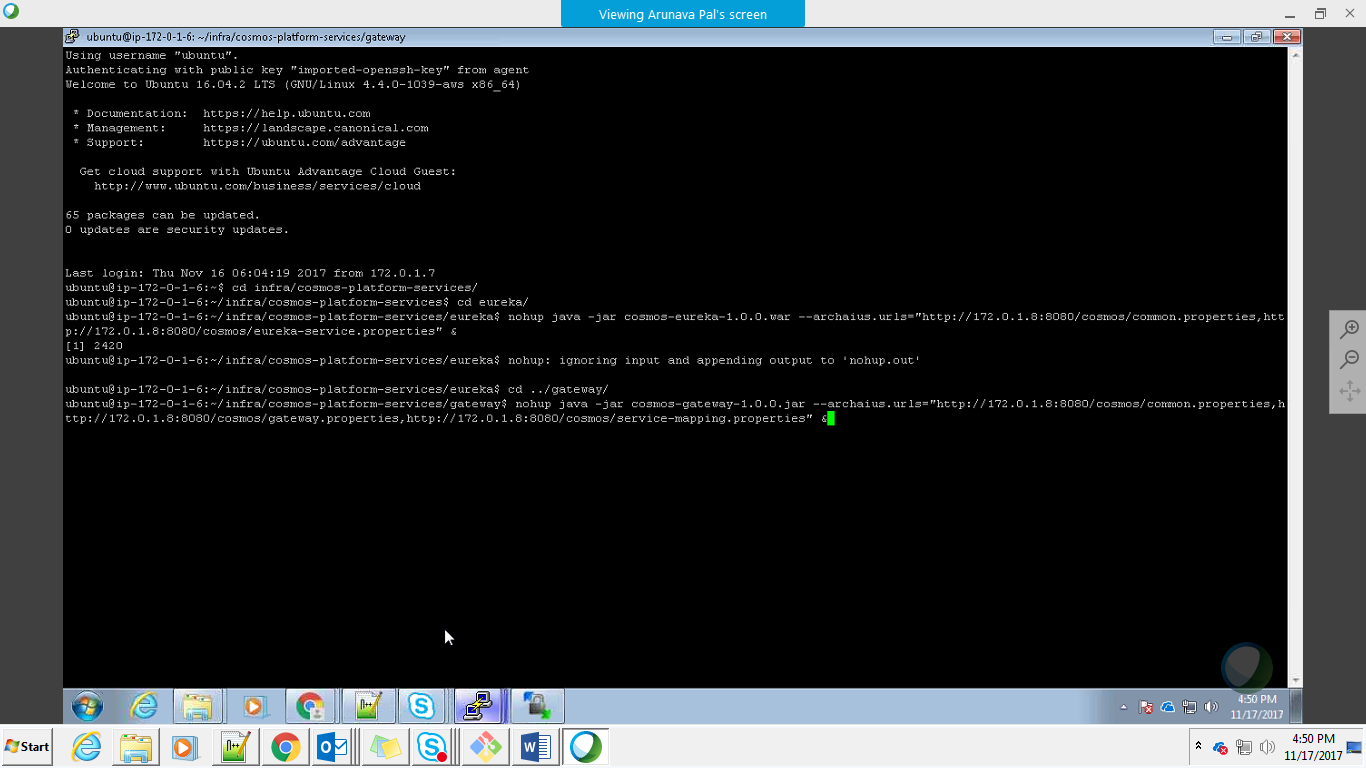 Viewing Arunava Pal's screen
ubuntu@ip-172-0-1-6: ~/infra/cosmos-platform-services/gateway
Using username "ubuntu".
Authenticating with public key "imported-openssh-key" from agent
Welcome to Ubuntu 16.04.2 LTS (GNU/Linux 4.4.0-1039-aws x86_64)
* Documentation:  https://help.ubuntu.com
* Management:     https://landscape.canonical.com
* Support:        https://ubuntu.com/advantage
Get cloud support with Ubuntu Advantage Cloud Guest:
http://www.ubuntu.com/business/services/cloud
65 packages can be updated.
0 updates are security updates.
Last login: Thu Nov 16 06:04:19 2017 from 172.0.1.7
ubuntu@ip-172-0-1-6:~$ cd infra/cosmos-platform-services/
ubuntu@ip-172-0-1-6:~/infra/cosmos-platform-services$ cd eureka/
ubuntu@ip-172-0-1-6:~/infra/cosmos-platform-services/eureka$ nohup java -jar cosmos-eureka-1.0.0.war --archaius.urls="http://172.0.1.8:8080/cosmos/common.properties,htt
p://172.0.1.8:8080/cosmos/eureka-service.properties" &
[1] 2420
ubuntu@ip-172-0-1-6:~/infra/cosmos-platform-services/eureka$ nohup: ignoring input and appending output to 'nohup.out'
ubuntu@ip-172-0-1-6:~/infra/cosmos-platform-services/eureka$ cd ../gateway/
ubuntu@ip-172-0-1-6:~/infra/cosmos-platform-services/gateway$ nohup java -jar cosmos-gateway-1.0.0.jar --archaius.urls="http://172.0.1.8:8080/cosmos/common.properties,h
ttp://172.0.1.8:8080/cosmos/gateway.properties,http://172.0.1.8:8080/cosmos/service-mapping.properties" &
4:50 PM
11/17/2017
Start
4:50 PM
11/17/2017